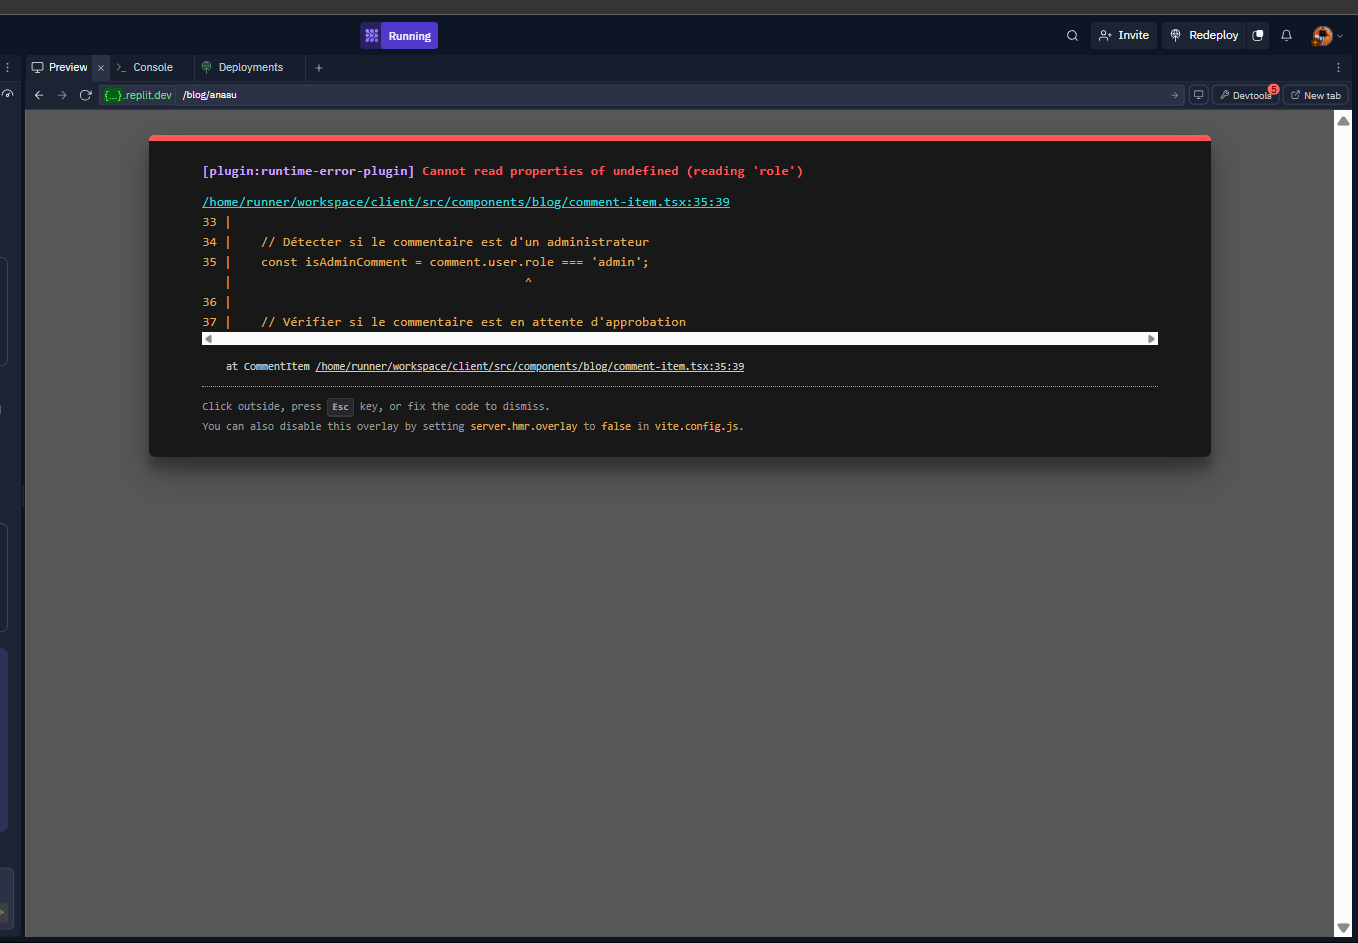 Running
Invite
Redeploy
Preview
Console
Deployments
{...}.replit.dev /blog/anasu
Devtools 5
New tab
[plugin:runtime-error-plugin] Cannot read properties of undefined (reading 'role')
/home/runner/workspace/client/src/components/blog/comment-item.tsx:35:39
33 |
34 | // Détecter si le commentaire est d'un administrateur
35 | const isAdminComment = comment.user.role === 'admin';
| ^
36 |
37 | // Vérifier si le commentaire est en attente d'approbation
at CommentItem /home/runner/workspace/client/src/components/blog/comment-item.tsx:35:39
Click outside, press Esc key, or fix the code to dismiss.
You can also disable this overlay by setting server.hmr.overlay to false in vite.config.js.